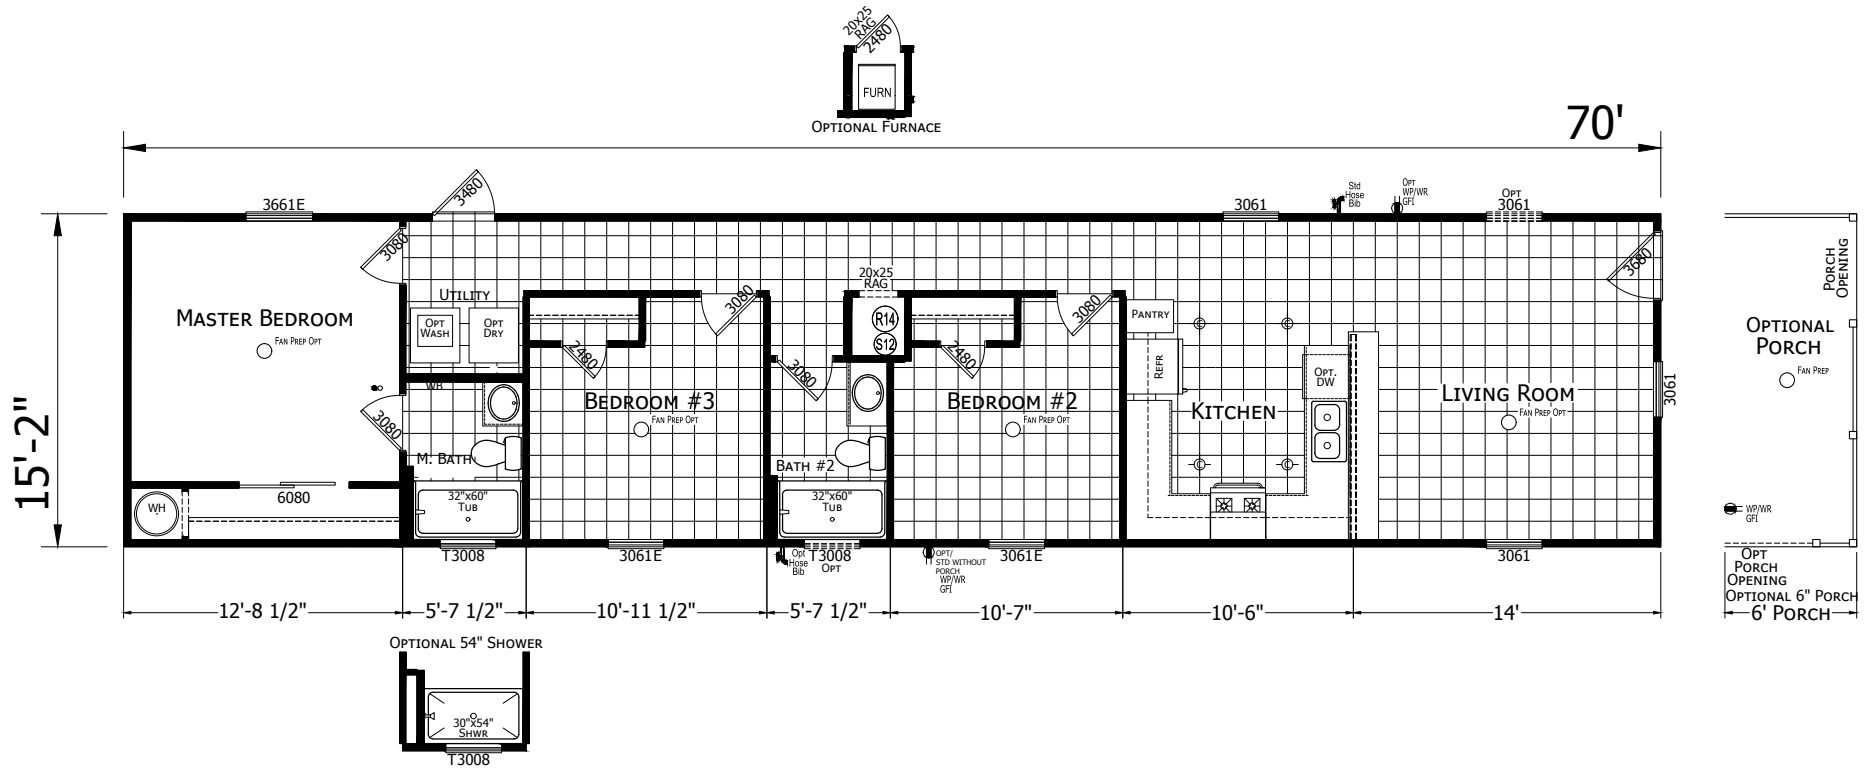 20x25
RAG
2480
FURN
OPTIONAL FURNACE
70'
3661E
3480
3061
Std
Hose
Bib
OPT
WP/WR
GFI
OPT
3061
3080
3680
PORCH
OPENING
20X25
RAG
UTILITY
OPT
WASH
OPT
DRY
3080
R14
S12
3080
PANTRY
MASTER BEDROOM
FAN PREP OPT
OPTIONAL
PORCH
FAN PREP
2480
3080
2480
REFR
OPT.
DW
WB
BEDROOM #3
FAN PREP OPT
BEDROOM #2
FAN PREP OPT
KITCHEN
LIVING ROOM
FAN PREP OPT
3061
15'-2"
3080
M. BATH
BATH #2
6080
WH
32"x60"
TUB
32"x60"
TUB
WP/WR
GFI
T3008
3061E
Opt
Hose
Bib
T3008
OPT
OPT/
STD WITHOUT
PORCH
WP/WR
GFI
3061E
3061
OPT
PORCH
OPENING
OPTIONAL 6" PORCH
12'-8 1/2"
5'-7 1/2"
10'-11 1/2"
5'-7 1/2"
10'-7"
10'-6"
14'
6' PORCH
OPTIONAL 54" SHOWER
30"x54"
SHWR
T3008